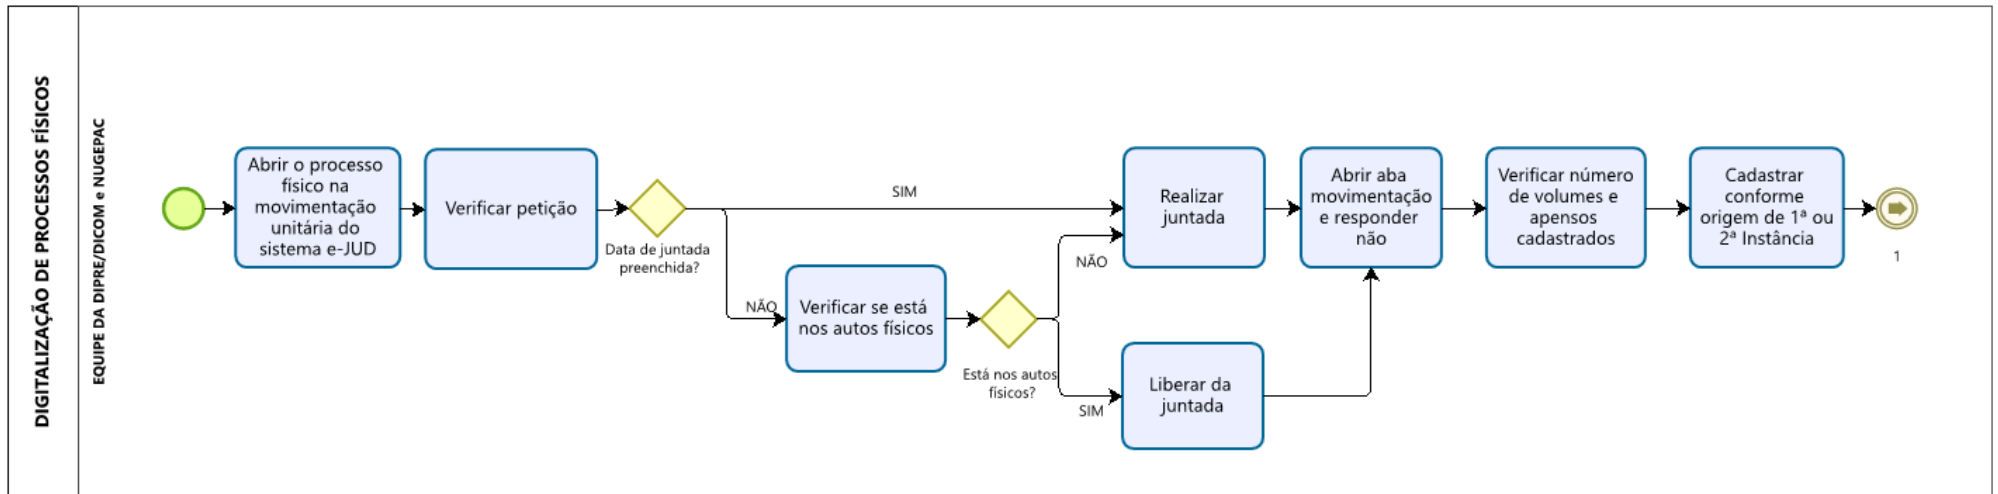 DIGITALIZAÇÃO DE PROCESSOS FÍSICOS
EQUIPE DA DIPRE/DICOM e NUGEPAC
Abrir o processo
físico na
movimentação
unitária do
sistema e-JUD
Verificar petição
Data de juntada
preenchida?
SIM
NÃO
Verificar se está
nos autos físicos
Está nos autos
físicos?
NÃO
SIM
Realizar
juntada
Liberar da
juntada
Abrir aba
movimentação
e responder
não
Verificar número
de volumes e
apensos
cadastrados
Cadastrar
conforme
origem de 1ª ou
2ª Instância
1